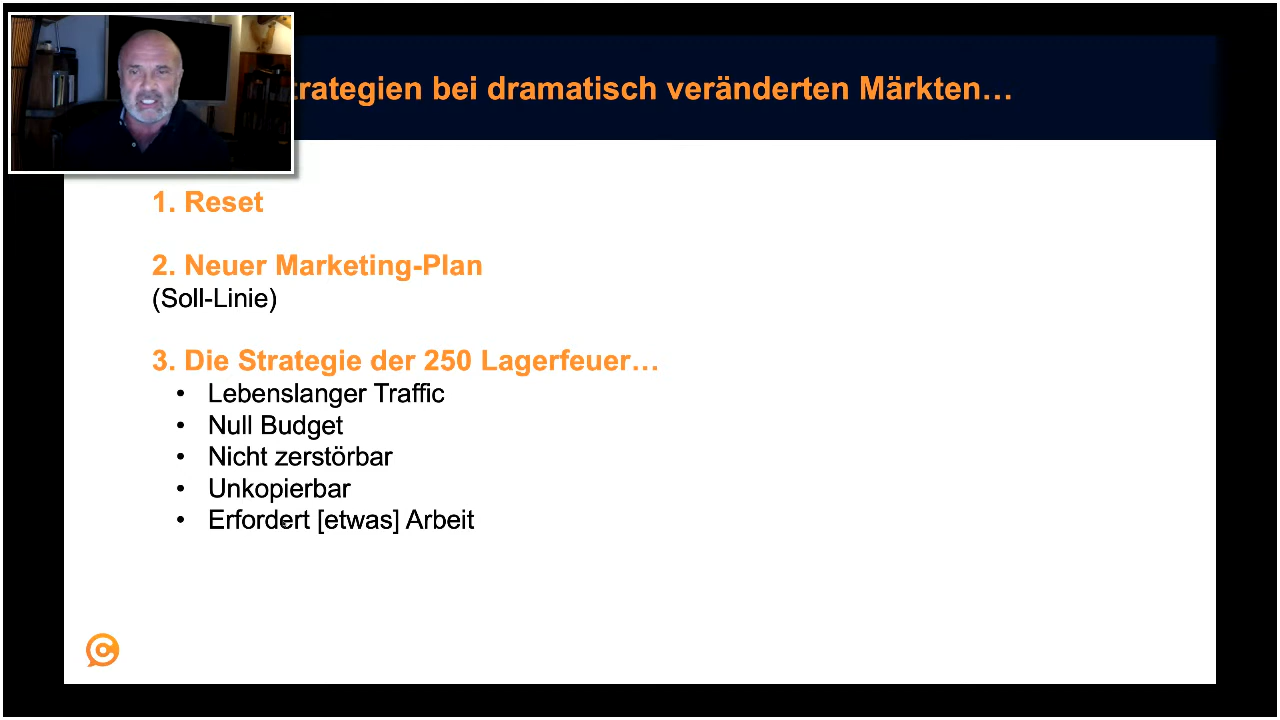 trategien bei dramatisch veränderten Märkten…
1. Reset
2. Neuer Marketing-Plan
(Soll-Linie)
3. Die Strategie der 250 Lagerfeuer…
• Lebenslanger Traffic
• Null Budget
• Nicht zerstörbar
• Unkopierbar
• Erfordert [etwas] Arbeit